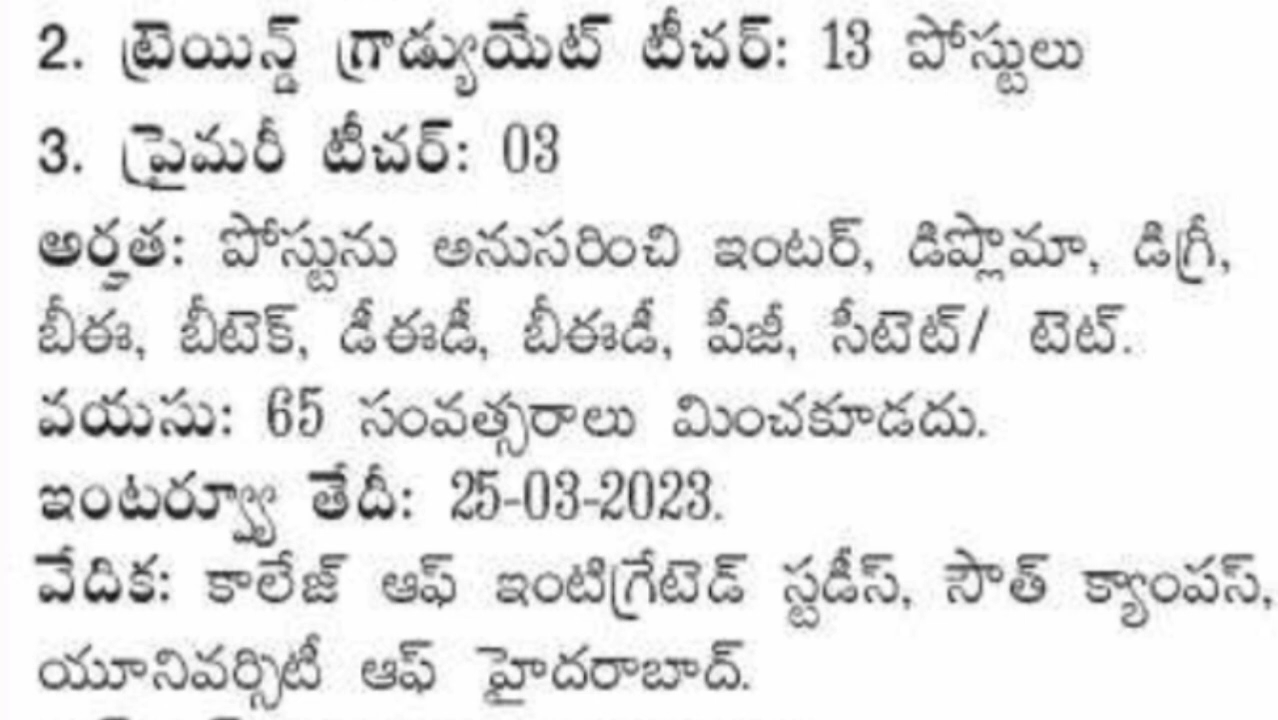 2. ట్రెయిన్డ్ గ్రాడ్యుయేట్ టీచర్: 13 పోస్టులు
3. ప్రైమరీ టీచర్: 03
అర్హత: పోస్టును అనుసరించి ఇంటర్, డిప్లొమా, డిగ్రీ,
బీఈ, బీటెక్, డీఈడీ, బీఈడీ, పీజీ, సీటెట్/ టెట్.
వయసు: 65 సంవత్సరాలు మించకూడదు.
ఇంటర్వ్యూ తేదీ: 25-03-2023.
వేదిక: కాలేజ్ ఆఫ్ ఇంటిగ్రేటెడ్ స్టడీస్, సౌత్ క్యాంపస్,
యూనివర్సిటీ ఆఫ్ హైదరాబాద్.